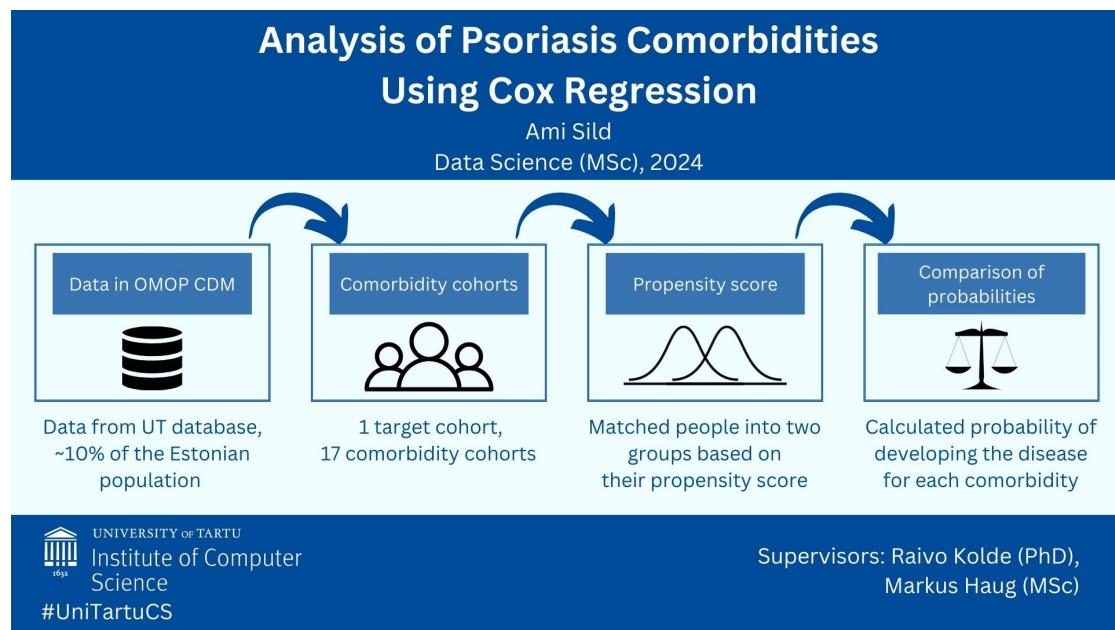 Analysis of Psoriasis Comorbidities
Using Cox Regression
Ami Sild
Data Science (MSc), 2024
Data in OMOP CDM
Data from UT database,
~10% of the Estonian
population
Comorbidity cohorts
1 target cohort,
17 comorbidity cohorts
Propensity score
Matched people into two
groups based on
their propensity score
Comparison of
probabilities
Calculated probability of
developing the disease
for each comorbidity
1632
UNIVERSITY OF TARTU
Institute of Computer
Science
#UniTartuCS
Supervisors: Raivo Kolde (PhD),
Markus Haug (MSc)